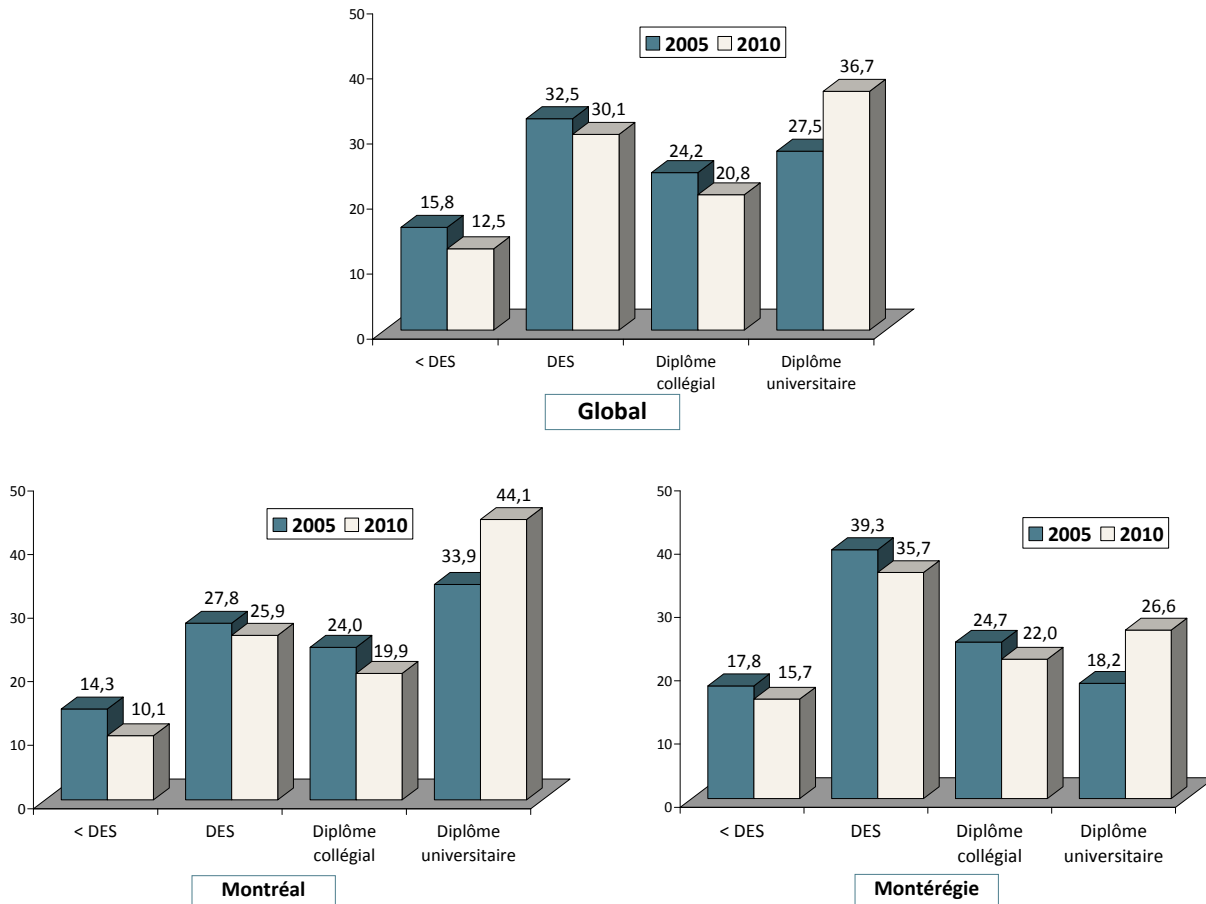 50
40
30
20
10
0
2005 2010
15,8
12,5
32,5
30,1
24,2
20,8
27,5
36,7
< DES
DES
Diplôme
collégial
Diplôme
universitaire
Global
50
40
30
20
10
0
2005 2010
14,3
10,1
27,8
25,9
24,0
19,9
33,9
44,1
< DES
DES
Diplôme
collégial
Diplôme
universitaire
Montréal
50
40
30
20
10
0
2005 2010
17,8
15,7
39,3
35,7
24,7
22,0
18,2
26,6
< DES
DES
Diplôme
collégial
Diplôme
universitaire
Montérégie